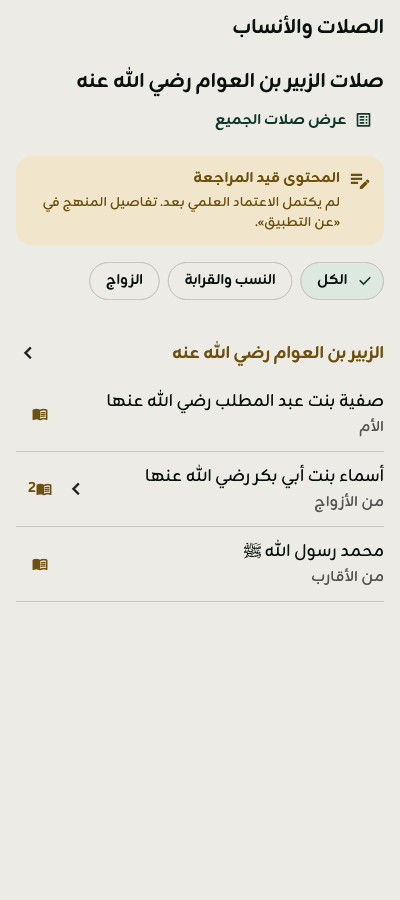 الصلات والأنساب
صلات الزبير بن العوام رضي الله عنه
عرض صلات الجميع
المحتوى قيد المراجعة
لم يكتمل الاعتماد العلمي بعد. تفاصيل المنهج في
«عن التطبيق».
الكل
النسب والقرابة
الزواج
الزبير بن العوام رضي الله عنه
صفية بنت عبد المطلب رضي الله عنها
الأم
أسماء بنت أبي بكر رضي الله عنها
2
من الأزواج
محمد رسول الله ﷺ
من الأقارب